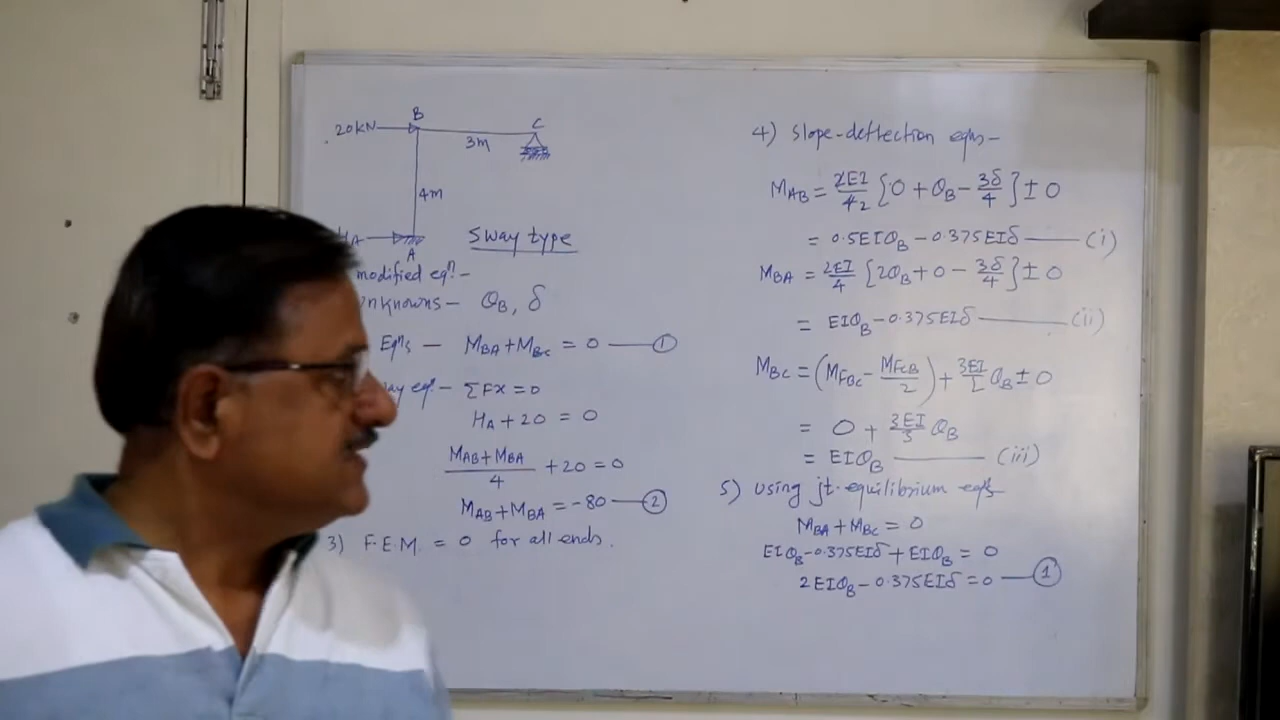 B
20KN
C
3m
4m
A
Sway type
modified eqn:-
unknowns – θB, δ
Eqns – MBA + MBC = 0 —— ①
eqn – ΣFX = 0
HA + 20 = 0
(MAB + MBA)/4 + 20 = 0
MAB + MBA = -80 —— ②
3) F.E.M. = 0 for all ends.
4) slope-deflection eqns –
MAB = 2EI/4 2 {0 + θB - 3δ/4} ± 0
= 0.5EIθB - 0.375EIδ —— (i)
MBA = 2EI/4 {2θB + 0 - 3δ/4} ± 0
= EIθB - 0.375EIδ —— (ii)
MBC = (MFBC - MFCB/2) + 3EI/L θB ± 0
= 0 + 3EI/3 θB
= EIθB —— (iii)
5) using jt. equilibrium eqns
MBA + MBC = 0
EIθB - 0.375EIδ + EIθB = 0
2EIθB - 0.375EIδ = 0 —— ①